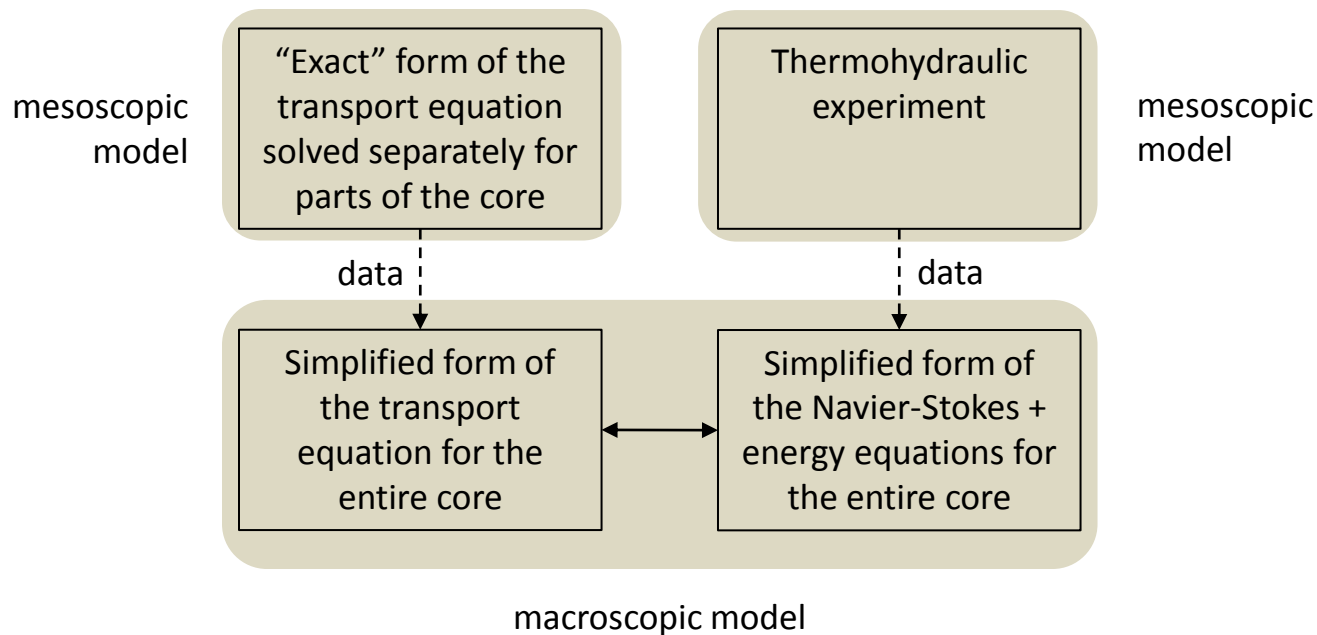 mesoscopic
model
“Exact” form of the
transport equation
solved separately for
parts of the core
Thermohydraulic
experiment
mesoscopic
model
data
data
Simplified form of
the transport
equation for the
entire core
Simplified form of
the Navier-Stokes +
energy equations for
the entire core
macroscopic model